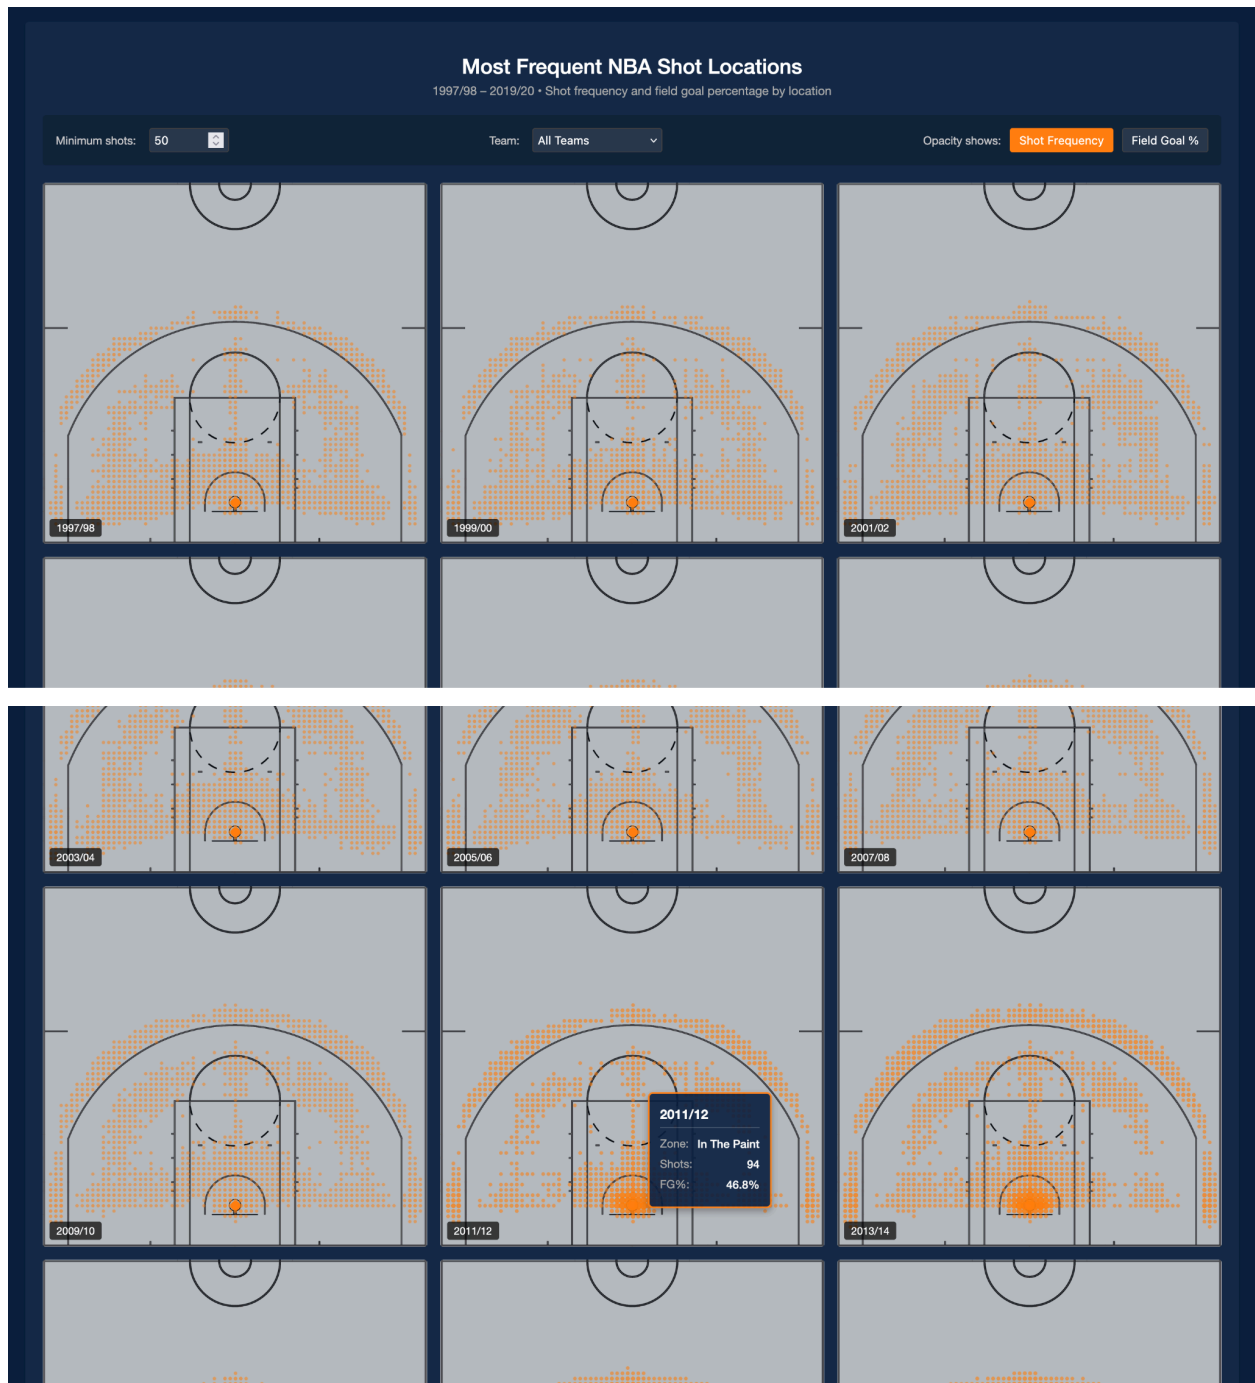 Most Frequent NBA Shot Locations
1997/98 – 2019/20 • Shot frequency and field goal percentage by location
Minimum shots: 50 Team: All Teams Opacity shows: Shot Frequency Field Goal %
1997/98 1999/00 2001/02
2003/04 2005/06 2007/08
2011/12
Zone: In The Paint
Shots: 94
FG%: 46.8%
2009/10 2011/12 2013/14